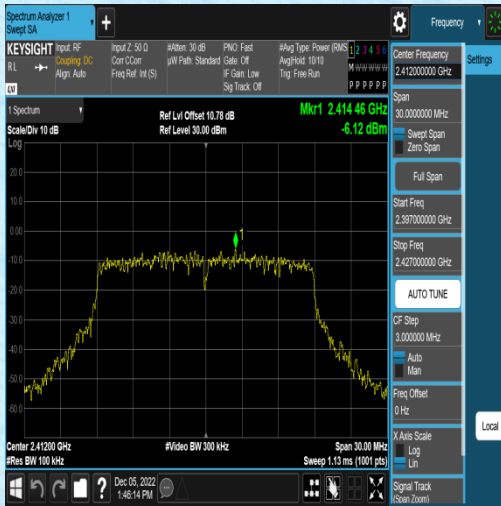 Spectrum Analyzer 1
Swept SA
Frequency
KEYSIGHT
Input: RF
Coupling: DC
Align: Auto
R L
LXI
Input Z: 50 Ω
Corr CCorr
Freq Ref: Int (S)
#Atten: 30 dB
µW Path: Standard
PNO: Fast
Gate: Off
IF Gain: Low
Sig Track: Off
#Avg Type: Power (RMS
Avg|Hold: 10/10
Trig: Free Run
1 2 3 4 5 6
M W W W W W
P P P P P P
Settings
Center Frequency
2.412000000 GHz
Span
30.0000000 MHz
Swept Span
Zero Span
Full Span
Start Freq
2.397000000 GHz
Stop Freq
2.427000000 GHz
AUTO TUNE
CF Step
3.000000 MHz
Auto
Man
Freq Offset
0 Hz
X Axis Scale
Log
Lin
Signal Track
(Span Zoom)
Local
1 Spectrum
Scale/Div 10 dB
Log
Ref Lvl Offset 10.78 dB
Ref Level 30.00 dBm
Mkr1 2.414 46 GHz
-6.12 dBm
20.0
10.0
0.00
-10.0
-20.0
-30.0
-40.0
-50.0
-60.0
1
Center 2.41200 GHz
#Res BW 100 kHz
#Video BW 300 kHz
Span 30.00 MHz
Sweep 1.13 ms (1001 pts)
?
Dec 05, 2022
1:46:14 PM